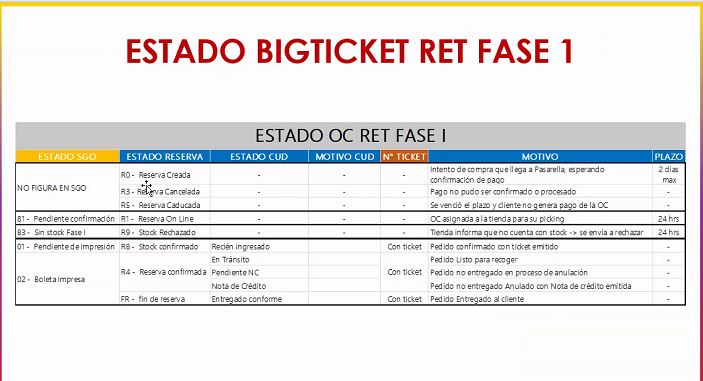 ESTADO BIGTICKET RET FASE 1
ESTADO OC RET FASE I
ESTADO SGO ESTADO RESERVA ESTADO CUD MOTIVO CUD N° TICKET MOTIVO PLAZO
NO FIGURA EN SGO
R0 - Reserva Creada - - - Intento de compra que llega a Pasarella, esperando confirmación de pago 2 días max
R3 - Reserva Cancelada - - - Pago no pudo ser confirmado o procesado -
R5 - Reserva Caducada - - - Se venció el plazo y cliente no genera pago de la OC -
81 - Pendiente confirmación R1 - Reserva On Line - - - OC asignada a la tienda para su picking 24 hrs
83 - Sin stock Fase I R9 - Stock Rechazado - - - Tienda informa que no cuenta con stock -> se envía a rechazar 24 hrs
01 - Pendiente de impresión R8 - Stock confirmado Recién ingresado Con ticket Pedido confirmado con ticket emitido -
02 - Boleta impresa
R4 - Reserva confirmada
En Tránsito Pedido Listo para recoger -
Pendiente NC Con ticket Pedido no entregado en proceso de anulación -
Nota de Crédito Pedido no entregado Anulado con Nota de crédito emitida -
FR - fin de reserva Entregado conforme Con ticket Pedido Entregado al cliente -